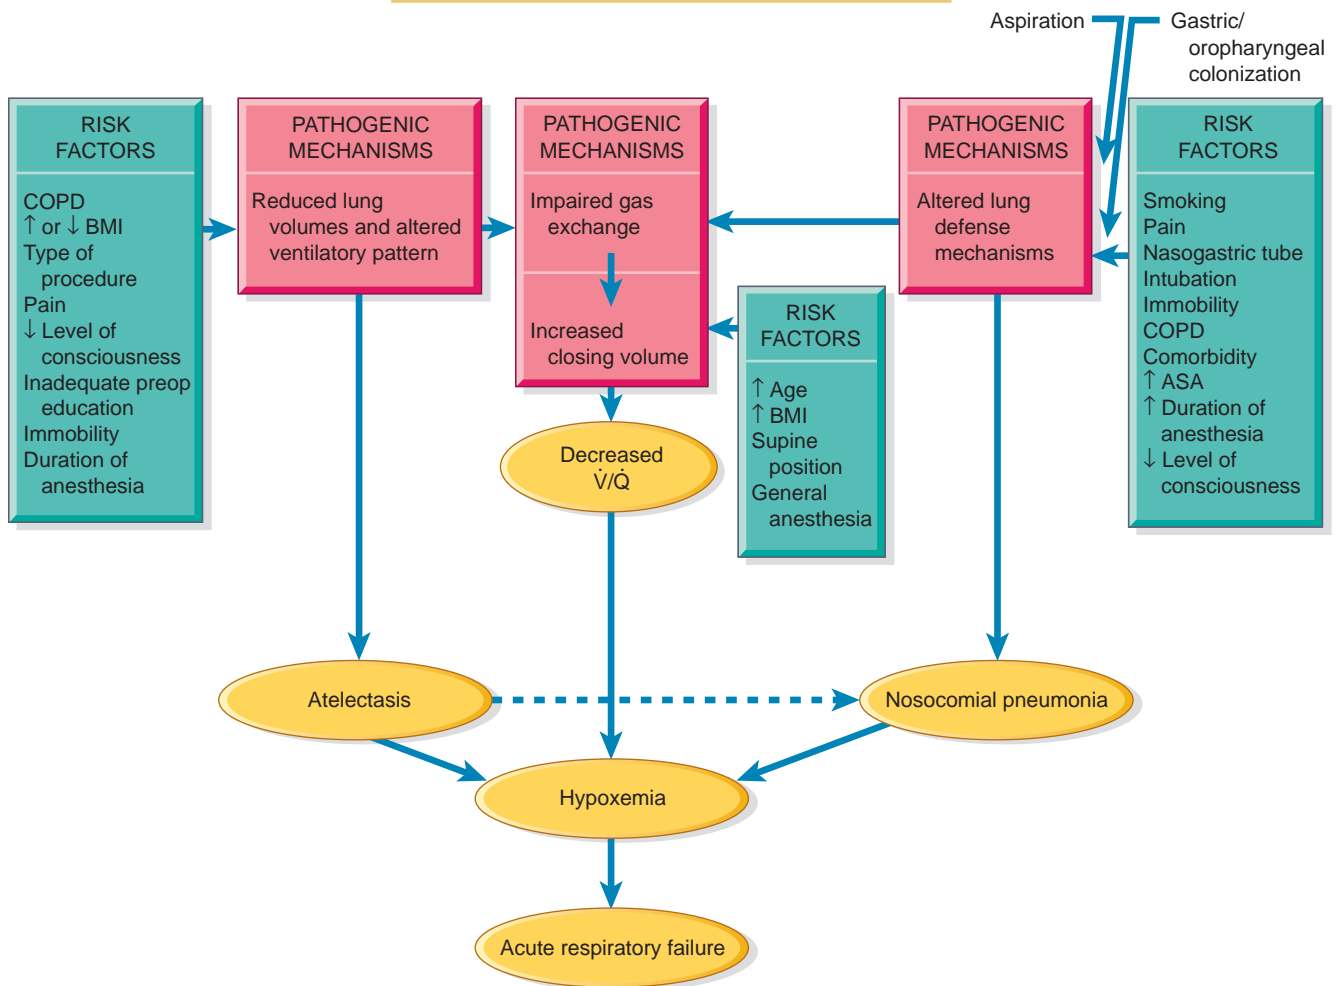 Aspiration
Gastric/
oropharyngeal
colonization
RISK
FACTORS
COPD
↑ or ↓ BMI
Type of
procedure
Pain
↓ Level of
consciousness
Inadequate preop
education
Immobility
Duration of
anesthesia
PATHOGENIC
MECHANISMS
Reduced lung
volumes and altered
ventilatory pattern
PATHOGENIC
MECHANISMS
Impaired gas
exchange
Increased
closing volume
RISK
FACTORS
↑ Age
↑ BMI
Supine
position
General
anesthesia
PATHOGENIC
MECHANISMS
Altered lung
defense
mechanisms
RISK
FACTORS
Smoking
Pain
Nasogastric tube
Intubation
Immobility
COPD
Comorbidity
↑ ASA
↑ Duration of
anesthesia
↓ Level of
consciousness
Decreased
V̇/Q̇
Atelectasis
Nosocomial pneumonia
Hypoxemia
Acute respiratory failure